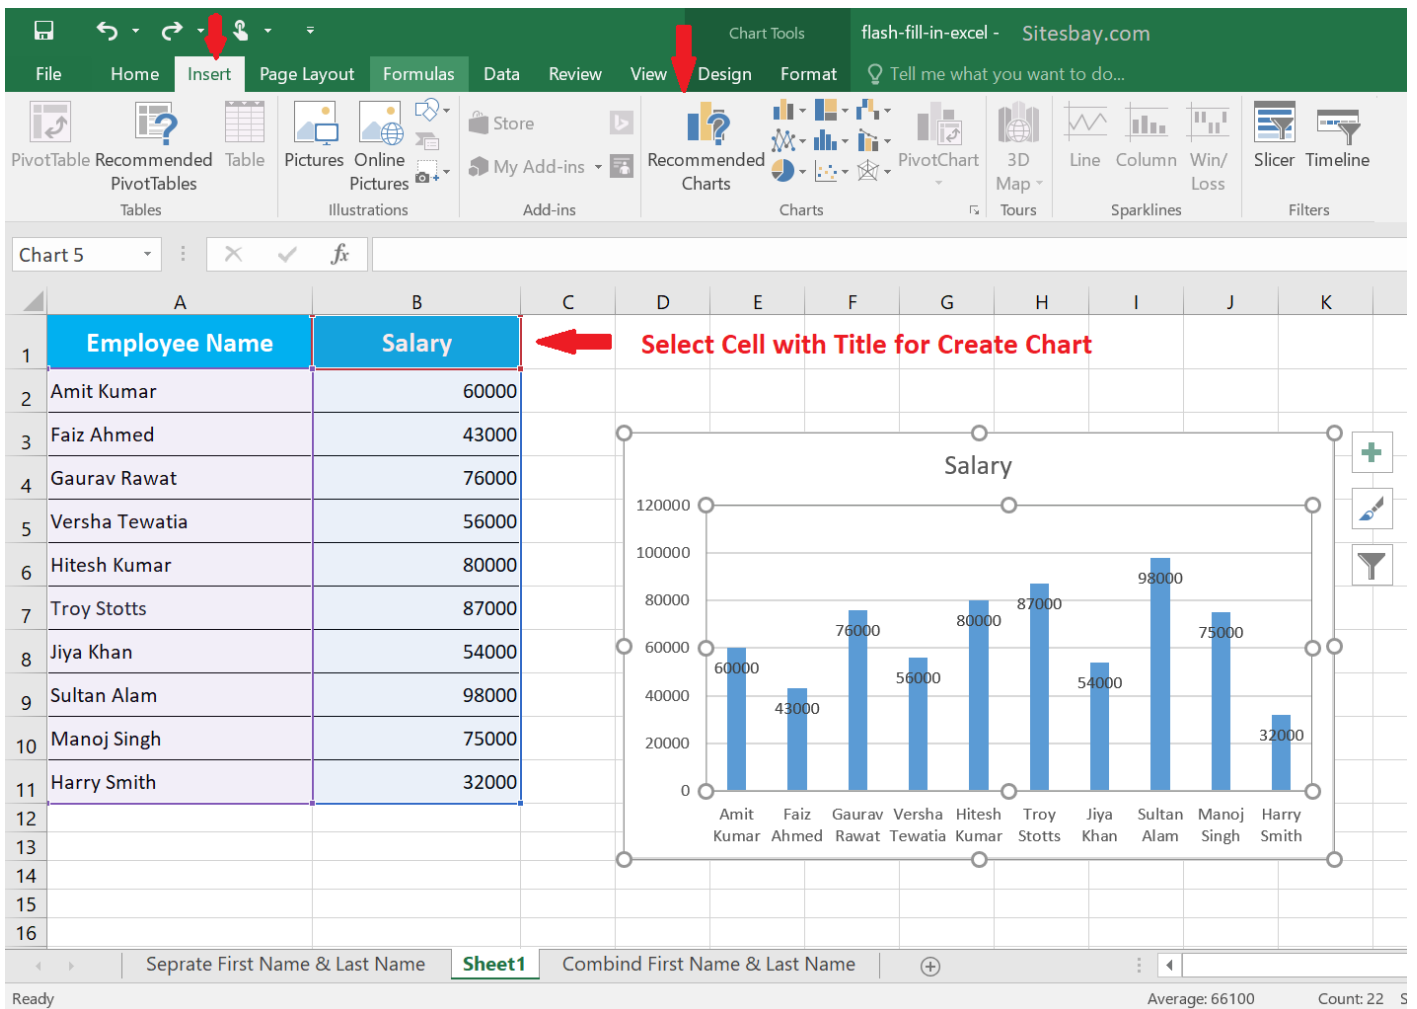 Chart Tools
flash-fill-in-excel - Sitesbay.com
File Home Insert Page Layout Formulas Data Review View Design Format Tell me what you want to do...
PivotTable Recommended PivotTables Table
Tables
Pictures Online Pictures
Illustrations
Store
My Add-ins
Add-ins
Recommended Charts
PivotChart
Charts
3D Map
Tours
Line Column Win/ Loss
Sparklines
Slicer Timeline
Filters
Chart 5 fx
A B C D E F G H I J K
1 Employee Name Salary Select Cell with Title for Create Chart
2 Amit Kumar 60000
3 Faiz Ahmed 43000
4 Gaurav Rawat 76000
5 Versha Tewatia 56000
6 Hitesh Kumar 80000
7 Troy Stotts 87000
8 Jiya Khan 54000
9 Sultan Alam 98000
10 Manoj Singh 75000
11 Harry Smith 32000
12
13
14
15
16
Salary
120000
100000
80000
60000
40000
20000
0
60000 43000 76000 56000 80000 87000 54000 98000 75000 32000
Amit Faiz Gaurav Versha Hitesh Troy Jiya Sultan Manoj Harry
Kumar Ahmed Rawat Tewatia Kumar Stotts Khan Alam Singh Smith
Seprate First Name & Last Name Sheet1 Combind First Name & Last Name
Ready Average: 66100 Count: 22 S